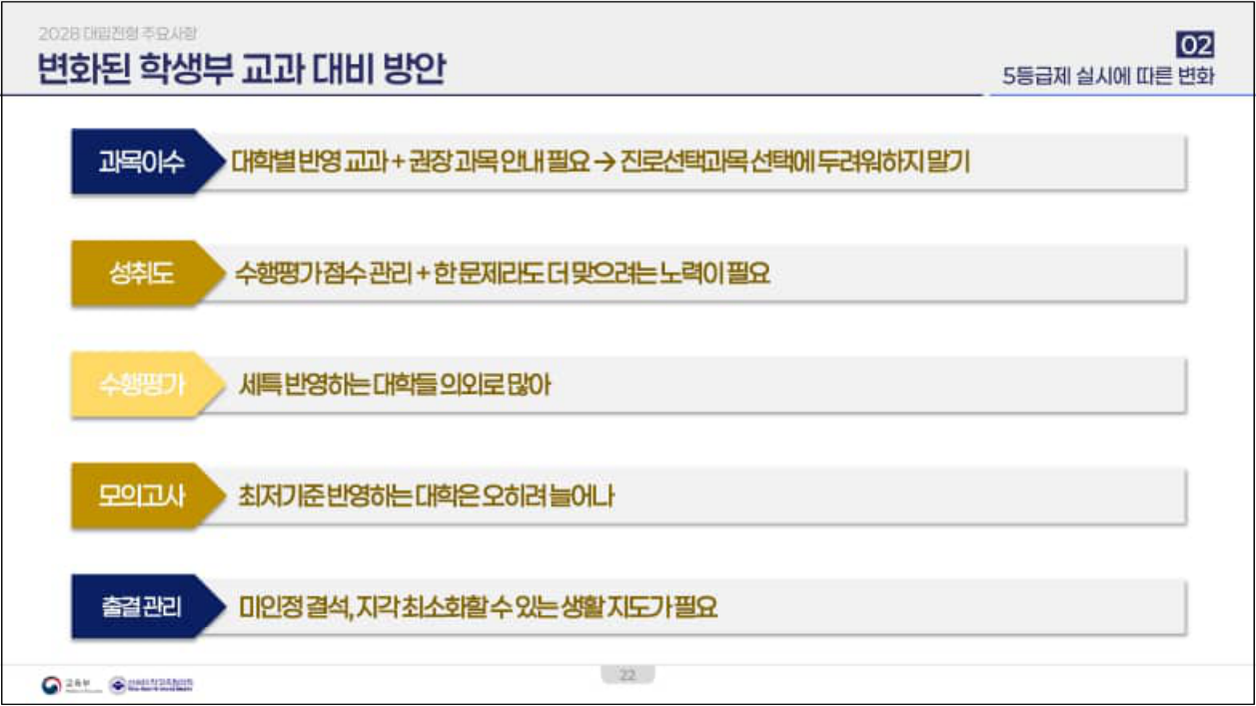 2028 대입전형 주요사항
변화된 학생부 교과 대비 방안
02
5등급제 실시에 따른 변화
과목이수
대학별 반영 교과 + 권장 과목 안내 필요 → 진로선택과목 선택에 두려워하지 말기
성취도
수행평가 점수 관리 + 한 문제라도 더 맞으려는 노력이 필요
수행평가
세특 반영하는 대학들 의외로 많아
모의고사
최저기준 반영하는 대학은 오히려 늘어나
출결 관리
미인정 결석, 지각 최소화할 수 있는 생활 지도가 필요
22
교육부